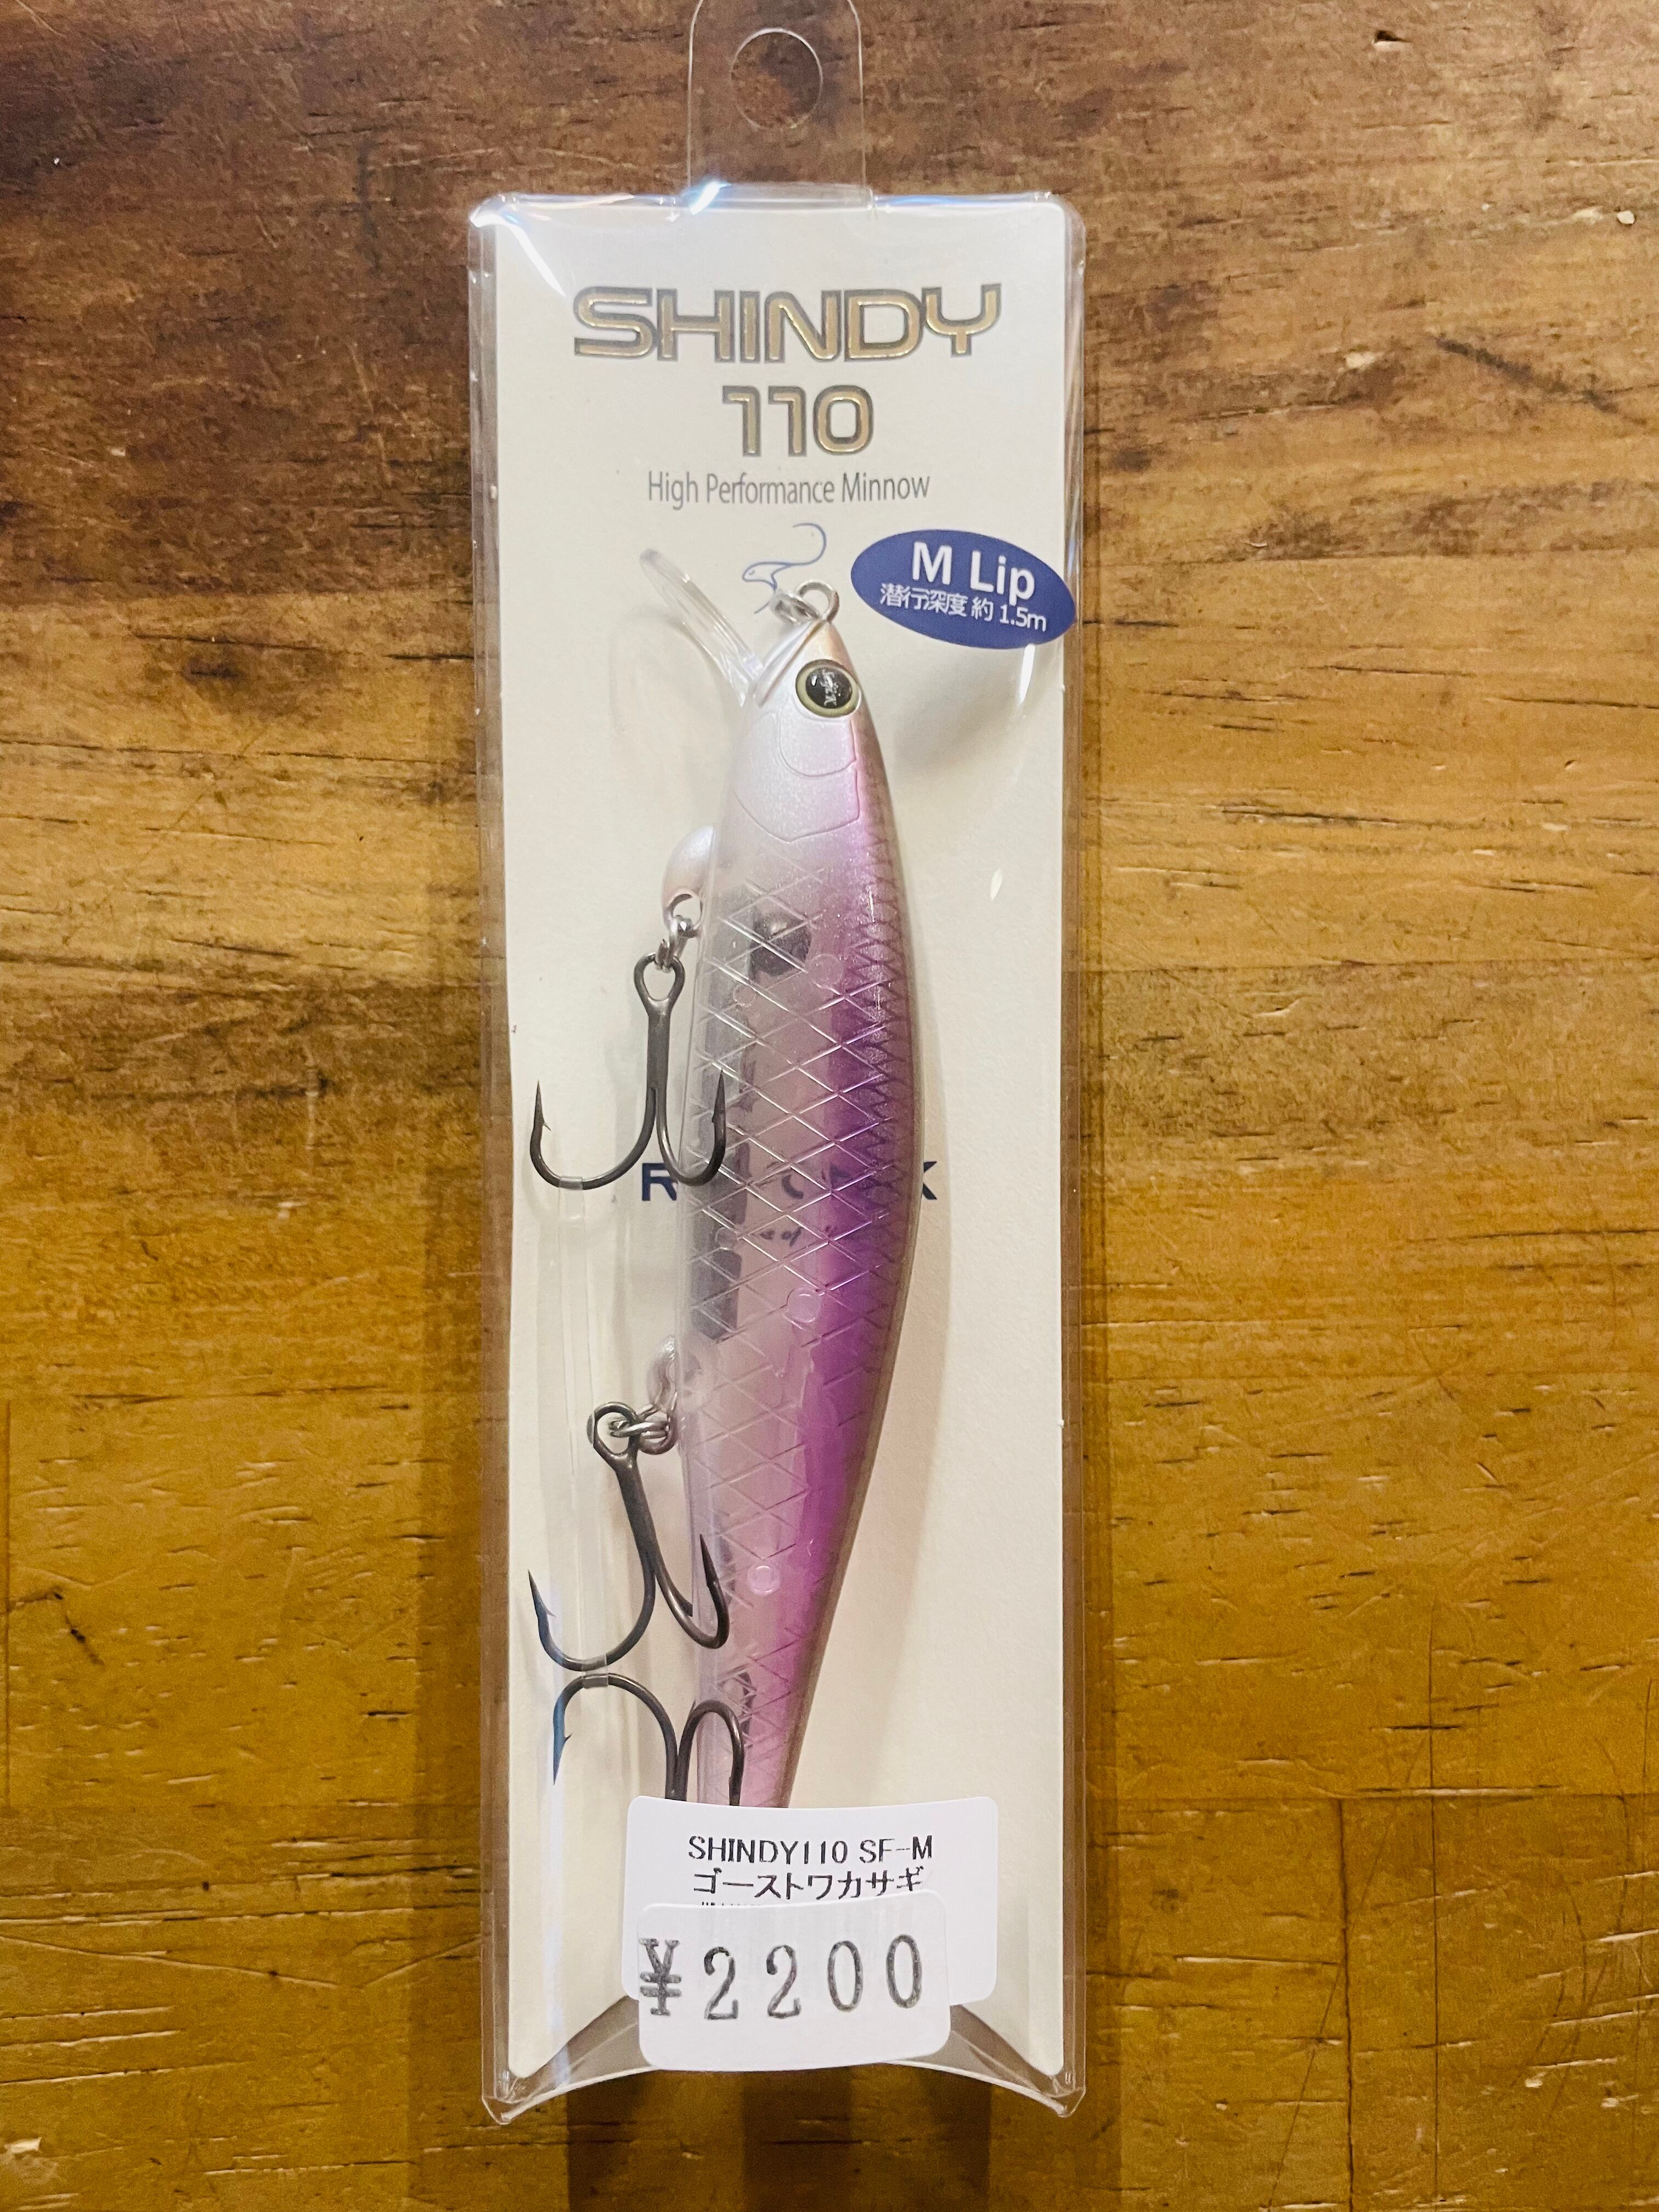 SHINDY
110
High Performance Minnow
M Lip
潜行深度 約 1.5m
SHINDY110 SF-M
ゴーストワカサギ
¥2200